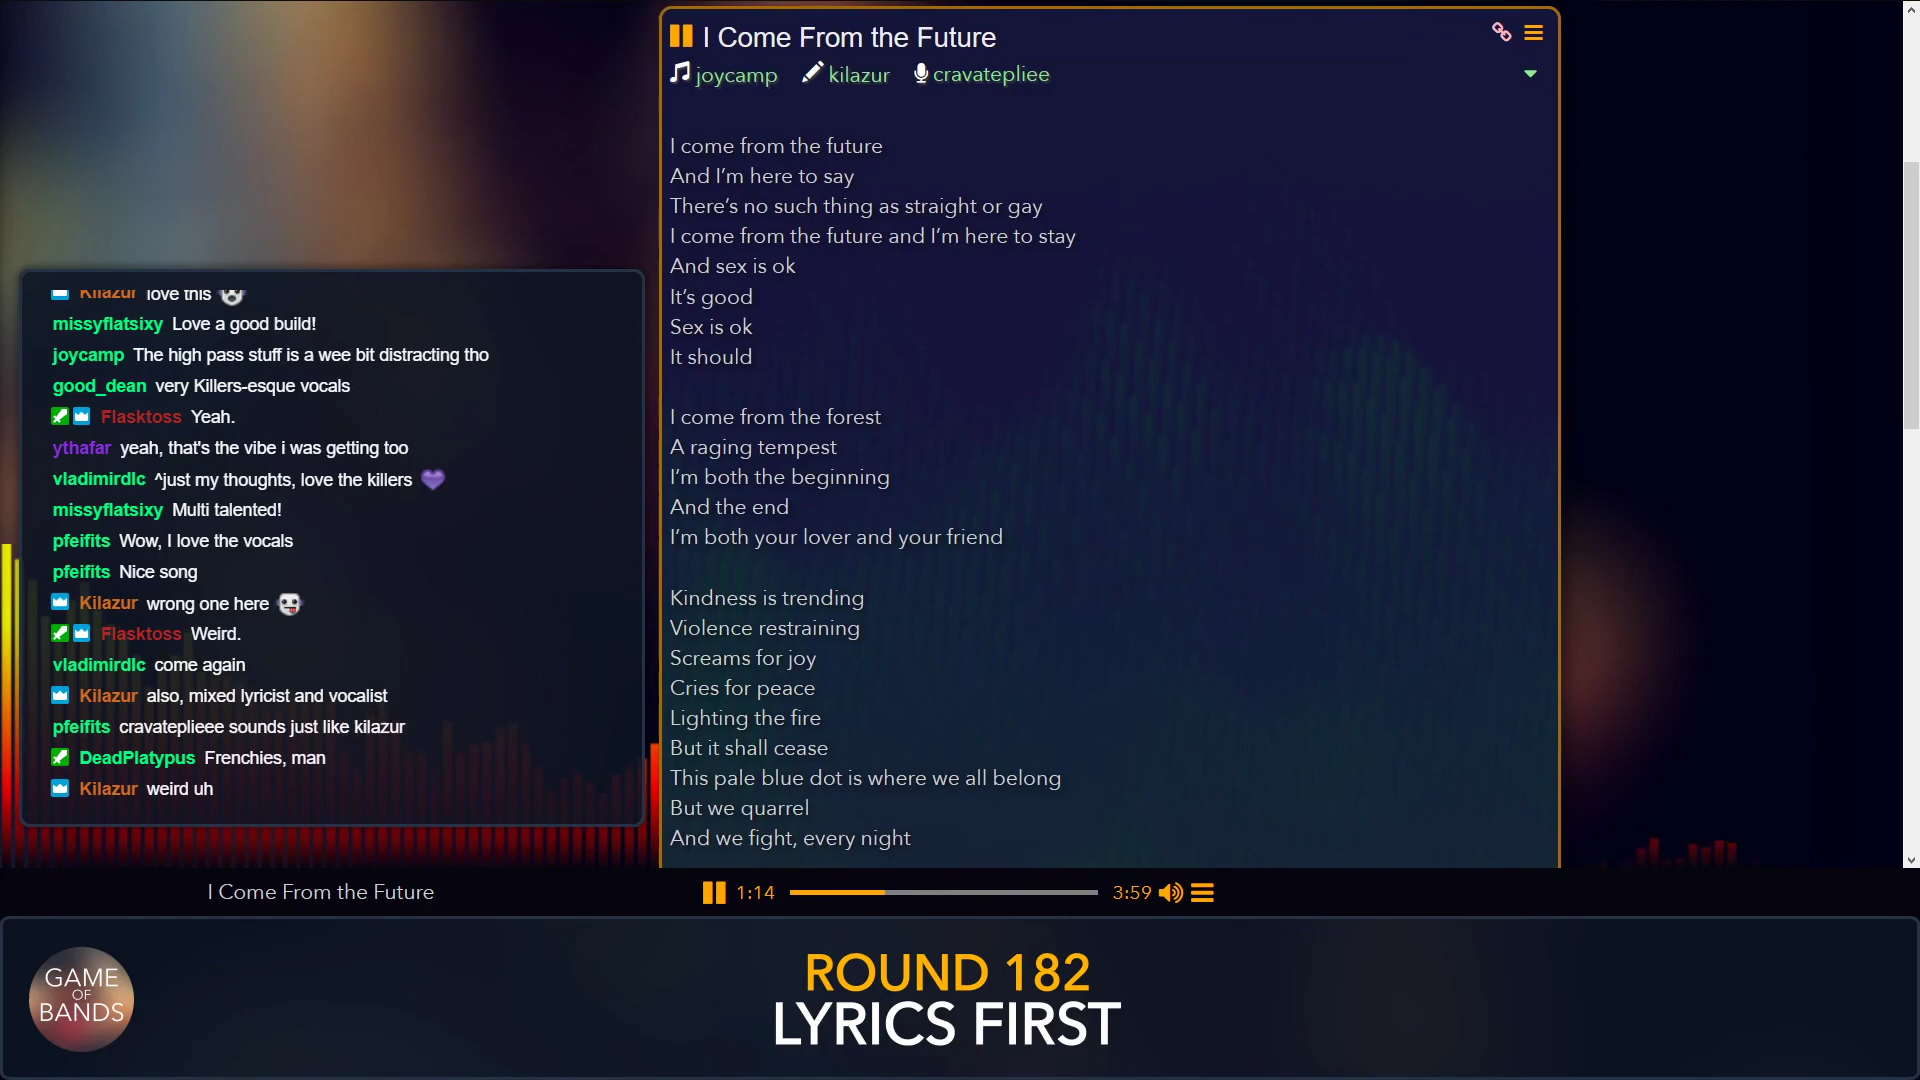 I Come From the Future
joycamp kilazur cravatepliee
I come from the future
And I’m here to say
There’s no such thing as straight or gay
I come from the future and I’m here to stay
And sex is ok
It’s good
Sex is ok
It should
I come from the forest
A raging tempest
I’m both the beginning
And the end
I’m both your lover and your friend
Kindness is trending
Violence restraining
Screams for joy
Cries for peace
Lighting the fire
But it shall cease
This pale blue dot is where we all belong
But we quarrel
And we fight, every night
Kilazur love this
missyflatsixy Love a good build!
joycamp The high pass stuff is a wee bit distracting tho
good_dean very Killers-esque vocals
Flasktoss Yeah.
ythafar yeah, that's the vibe i was getting too
vladimirdlc ^just my thoughts, love the killers
missyflatsixy Multi talented!
pfeifits Wow, I love the vocals
pfeifits Nice song
Kilazur wrong one here
Flasktoss Weird.
vladimirdlc come again
Kilazur also, mixed lyricist and vocalist
pfeifits cravateplieee sounds just like kilazur
DeadPlatypus Frenchies, man
Kilazur weird uh
I Come From the Future
1:14 3:59
GAME
OF
BANDS
ROUND 182
LYRICS FIRST